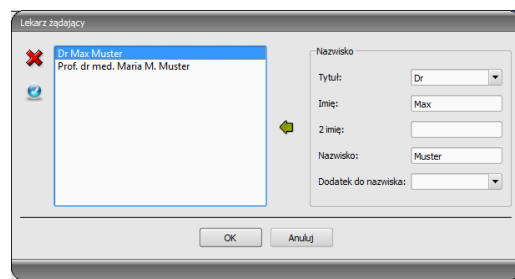 Lekarz żądający
Dr Max Muster
Prof. dr med. Maria M. Muster
Nazwisko
Tytuł: Dr
Imię: Max
2 imię:
Nazwisko: Muster
Dodatek do nazwiska:
OK Anuluj